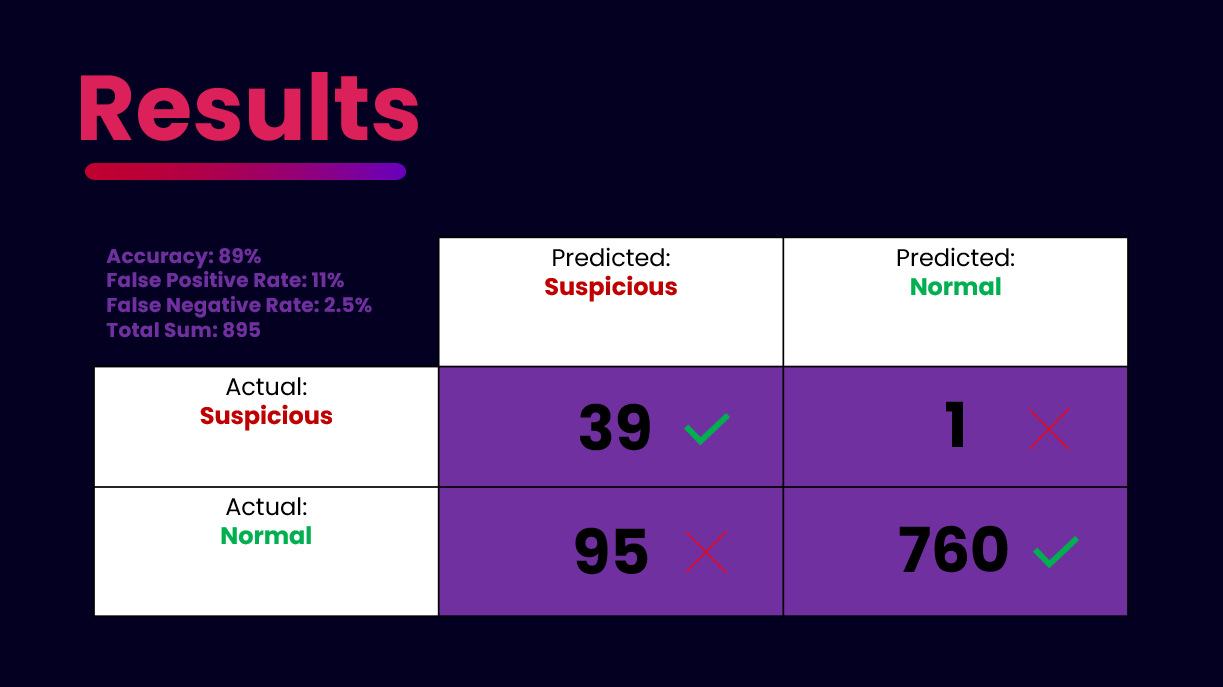 Results
Accuracy: 89%
False Positive Rate: 11%
False Negative Rate: 2.5%
Total Sum: 895
Predicted:
Suspicious
Predicted:
Normal
Actual:
Suspicious
39
1
Actual:
Normal
95
760